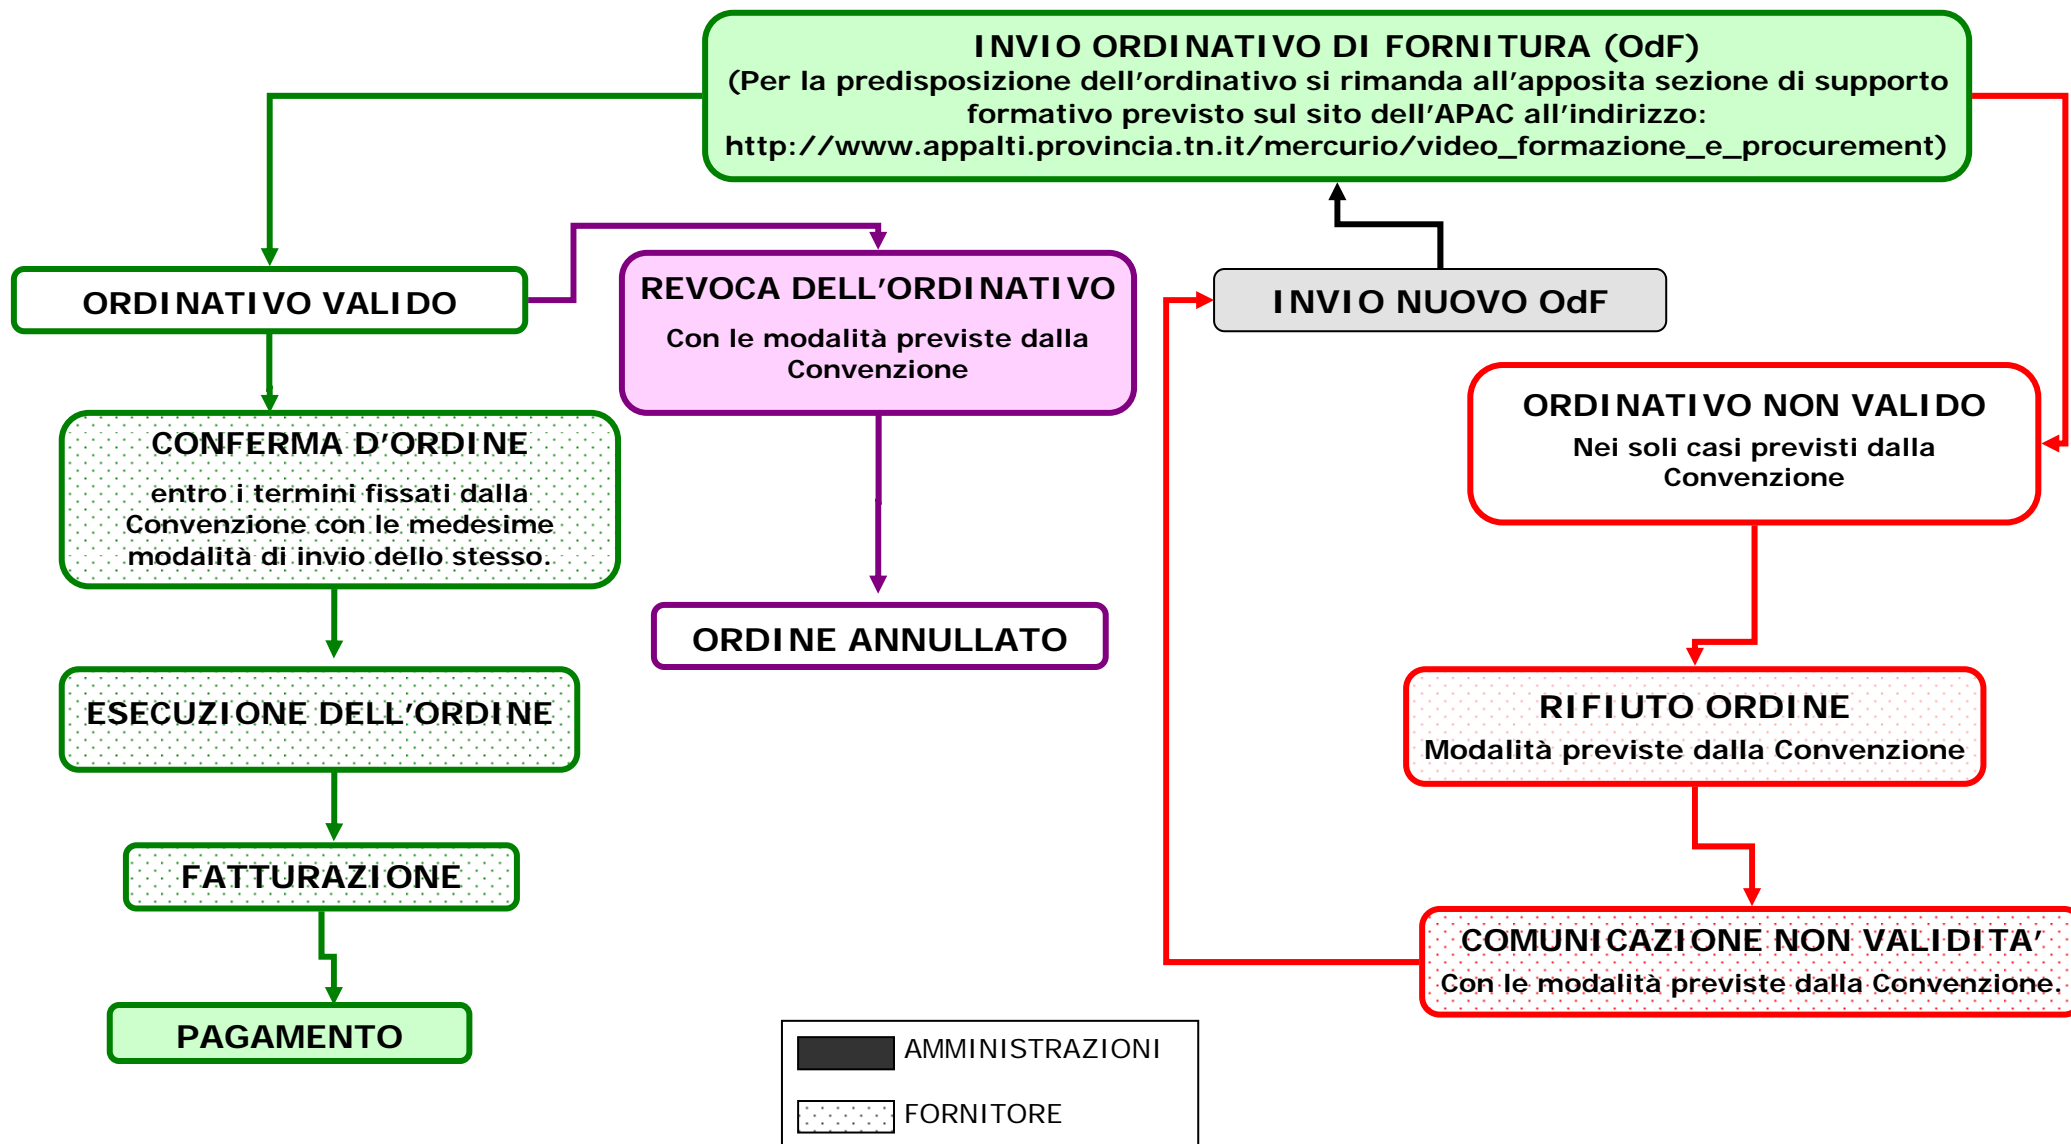 INVIO ORDINATIVO DI FORNITURA (OdF)
(Per la predisposizione dell'ordinativo si rimanda all'apposita sezione di supporto
formativo previsto sul sito dell'APAC all'indirizzo:
http://www.appalti.provincia.tn.it/mercurio/video_formazione_e_procurement)
ORDINATIVO VALIDO
REVOCA DELL'ORDINATIVO
Con le modalità previste dalla
Convenzione
INVIO NUOVO OdF
ORDINATIVO NON VALIDO
Nei soli casi previsti dalla
Convenzione
CONFERMA D'ORDINE
entro i termini fissati dalla
Convenzione con le medesime
modalità di invio dello stesso.
ORDINE ANNULLATO
ESECUZIONE DELL'ORDINE
RIFIUTO ORDINE
Modalità previste dalla Convenzione
FATTURAZIONE
COMUNICAZIONE NON VALIDITA'
Con le modalità previste dalla Convenzione.
PAGAMENTO
AMMINISTRAZIONI
FORNITORE